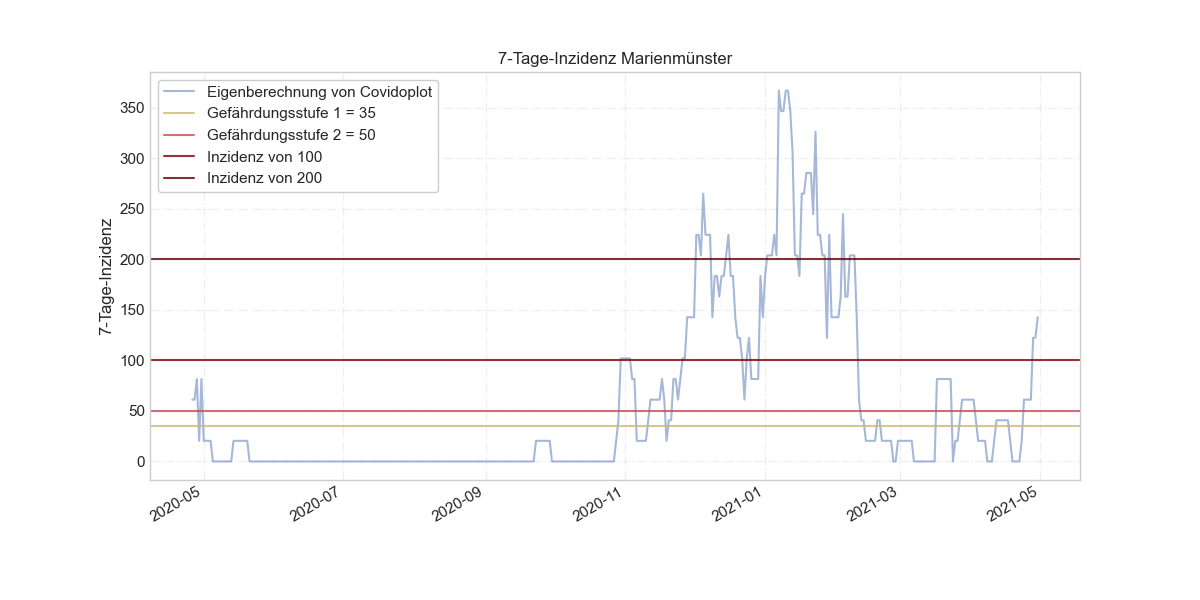 7-Tage-Inzidenz Marienmünster
Eigenberechnung von Covidoplot
Gefährdungsstufe 1 = 35
Gefährdungsstufe 2 = 50
Inzidenz von 100
Inzidenz von 200
7-Tage-Inzidenz
350
300
250
200
150
100
50
0
2020-05
2020-07
2020-09
2020-11
2021-01
2021-03
2021-05